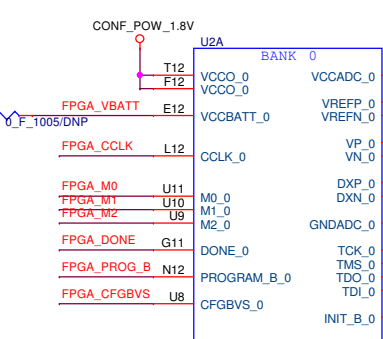 CONF_POW_1.8V
U2A
BANK 0
T12 VCCO_0 VCCADC_0
F12 VCCO_0
VREFP_0
FPGA_VBATT E12 VCCBATT_0 VREFN_0
0_F_1005/DNP
VP_0
FPGA_CCLK L12 CCLK_0 VN_0
DXP_0
FPGA_M0 U11 M0_0 DXN_0
FPGA_M1 U10 M1_0
FPGA_M2 U9 M2_0 GNDADC_0
FPGA_DONE G11 DONE_0 TCK_0
TMS_0
FPGA_PROG_B N12 PROGRAM_B_0 TDO_0
TDI_0
FPGA_CFGBVS U8 CFGBVS_0
INIT_B_0